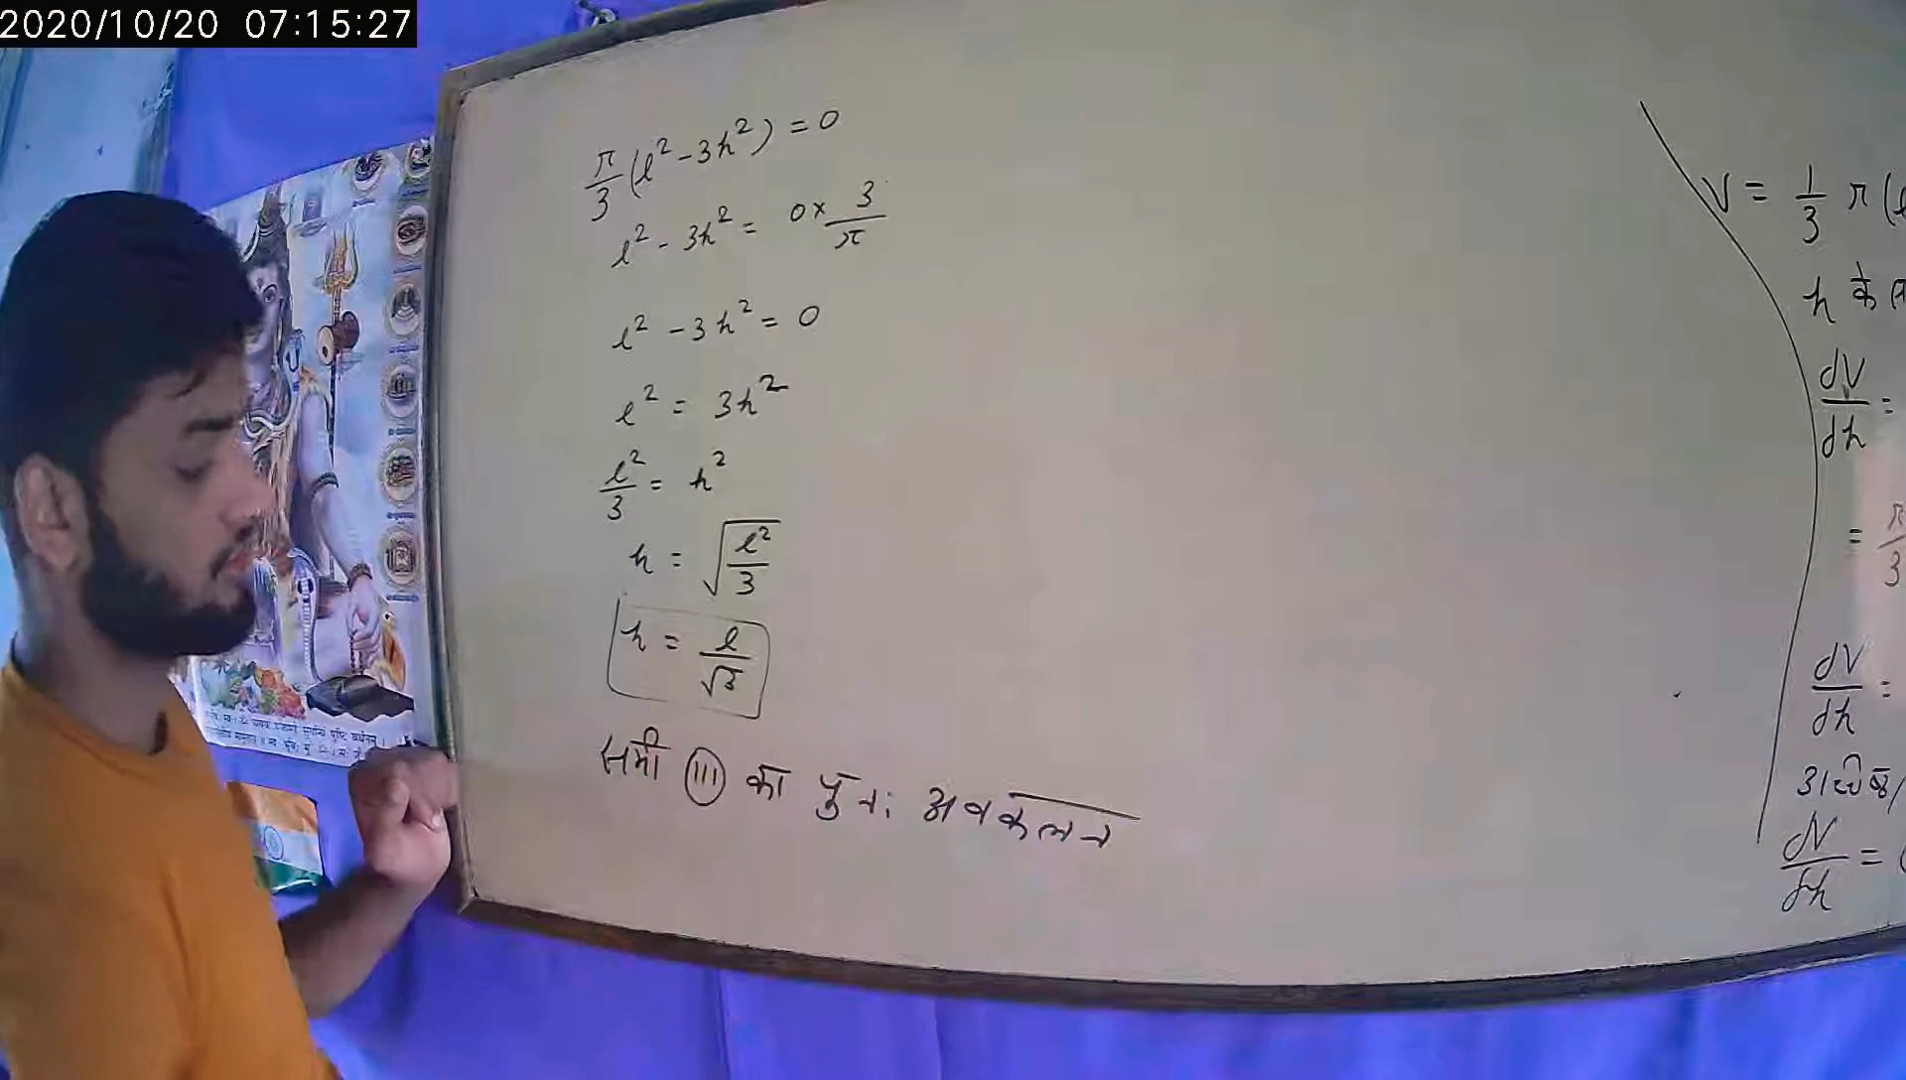 2020/10/20 07:15:27
π/3 (l² - 3h²) = 0
l² - 3h² = 0 × 3/π
l² - 3h² = 0
l² = 3h²
l²/3 = h²
h = √(l²/3)
h = l/√3
समी (III) का पुन: अवकलन
V = 1/3 π (l
h के
dV/dh =
= π/3
dV/dh =
dV/dh = 0